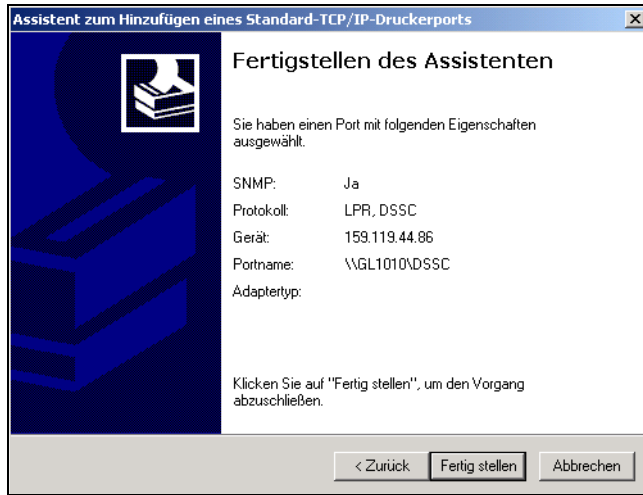 Assistent zum Hinzufügen eines Standard-TCP/IP-Druckerports
Fertigstellen des Assistenten
Sie haben einen Port mit folgenden Eigenschaften
ausgewählt.
SNMP: Ja
Protokoll: LPR, DSSC
Gerät: 159.119.44.86
Portname: \\GL1010\DSSC
Adaptertyp:
Klicken Sie auf "Fertig stellen", um den Vorgang
abzuschließen.
< Zurück Fertig stellen Abbrechen